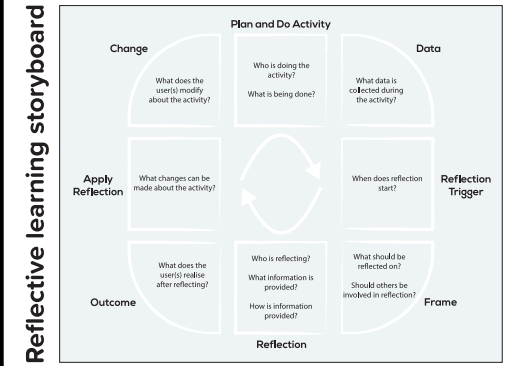 Reflective learning storyboard
Plan and Do Activity
Change
Data
What does the
user(s) modify
about the activity?
Who is doing the
activity?
What is being done?
What data is
collected during
the activity?
Apply
Reflection
What changes can be
made about the activity?
When does reflection
start?
Reflection
Trigger
What does the
user(s) realise
after reflecting?
Outcome
Who is reflecting?
What information is
provided?
How is information
provided?
Reflection
What should be
reflected on?
Should others be
involved in reflection?
Frame